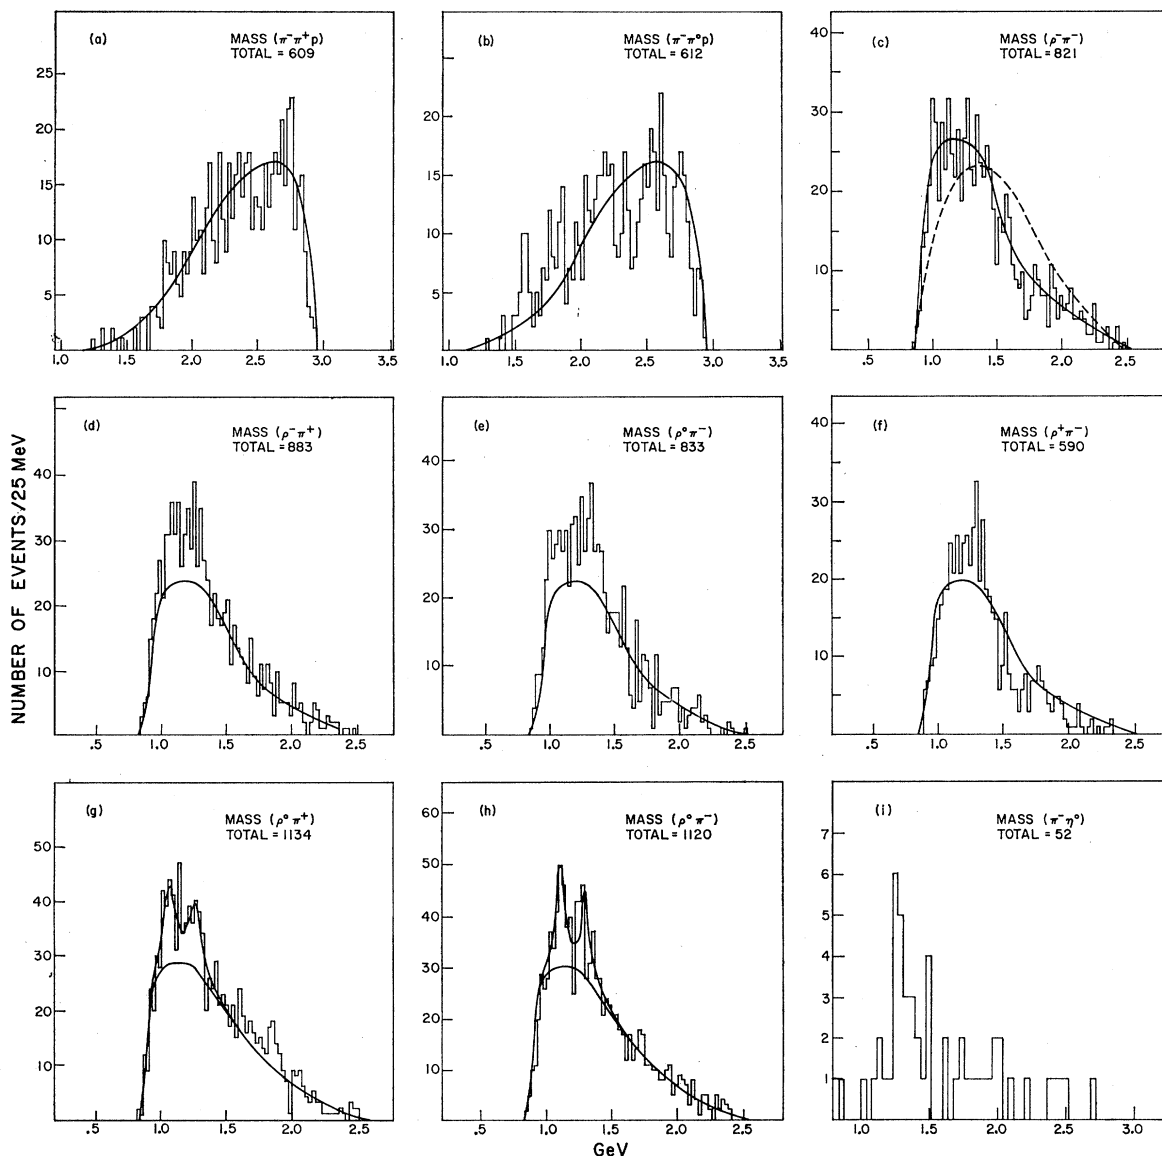 (a)
MASS (π⁻π⁺p)
TOTAL = 609
25
20
15
10
5
1.0 1.5 2.0 2.5 3.0 3.5
(b)
MASS (π⁻π⁰p)
TOTAL = 612
20
15
10
5
1.0 1.5 2.0 2.5 3.0 3.5
(c)
MASS (ρ⁻π⁻)
TOTAL = 821
40
30
20
10
.5 1.0 1.5 2.0 2.5
NUMBER OF EVENTS/25 MeV
(d)
MASS (ρ⁻π⁺)
TOTAL = 883
40
30
20
10
.5 1.0 1.5 2.0 2.5
(e)
MASS (ρ⁰π⁻)
TOTAL = 833
40
30
20
10
.5 1.0 1.5 2.0 2.5
(f)
MASS (ρ⁺π⁻)
TOTAL = 590
40
30
20
10
.5 1.0 1.5 2.0 2.5
(g)
MASS (ρ⁰π⁺)
TOTAL = 1134
50
40
30
20
10
.5 1.0 1.5 2.0 2.5
(h)
MASS (ρ⁰π⁻)
TOTAL = 1120
60
50
40
30
20
10
.5 1.0 1.5 2.0 2.5
(i)
MASS (π⁻η⁰)
TOTAL = 52
7
6
5
4
3
2
1
1.0 1.5 2.0 2.5 3.0
GeV